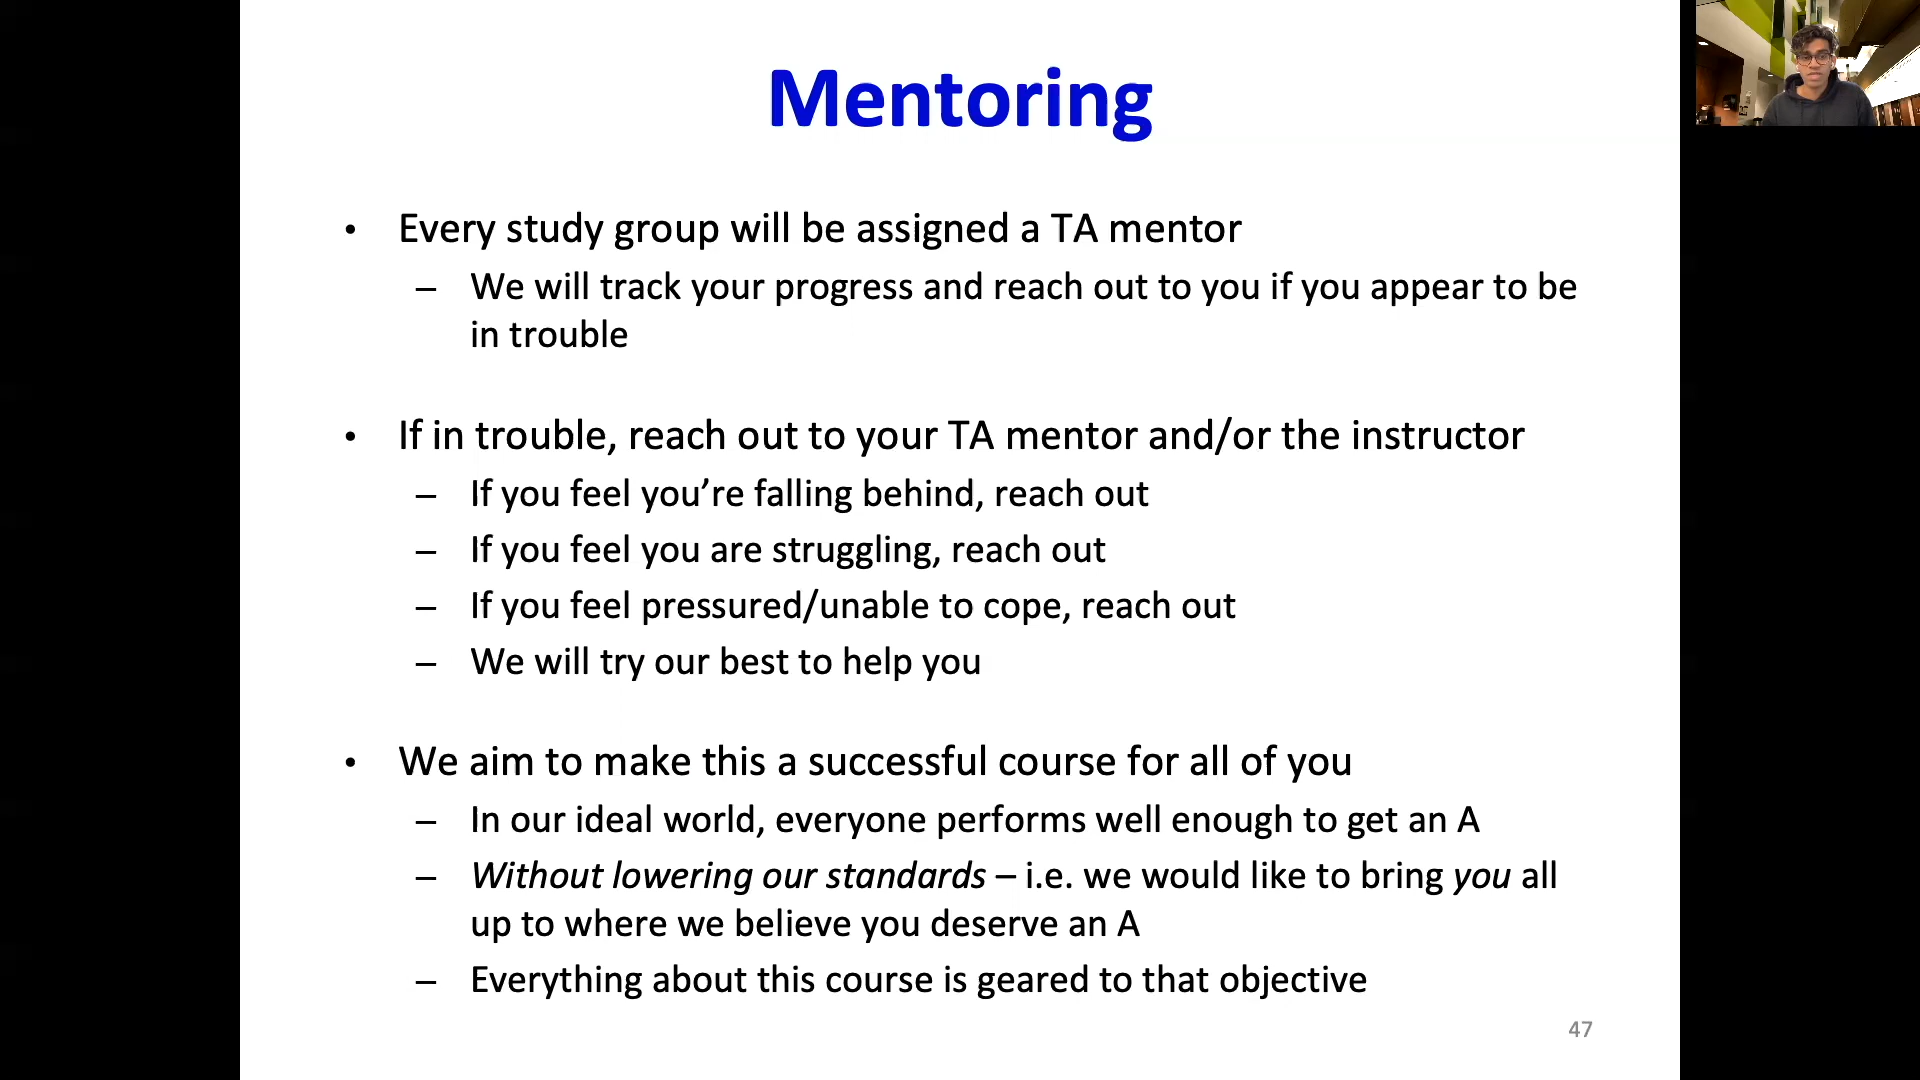 Mentoring
• Every study group will be assigned a TA mentor
– We will track your progress and reach out to you if you appear to be
in trouble
• If in trouble, reach out to your TA mentor and/or the instructor
– If you feel you’re falling behind, reach out
– If you feel you are struggling, reach out
– If you feel pressured/unable to cope, reach out
– We will try our best to help you
• We aim to make this a successful course for all of you
– In our ideal world, everyone performs well enough to get an A
– Without lowering our standards – i.e. we would like to bring you all
up to where we believe you deserve an A
– Everything about this course is geared to that objective
47